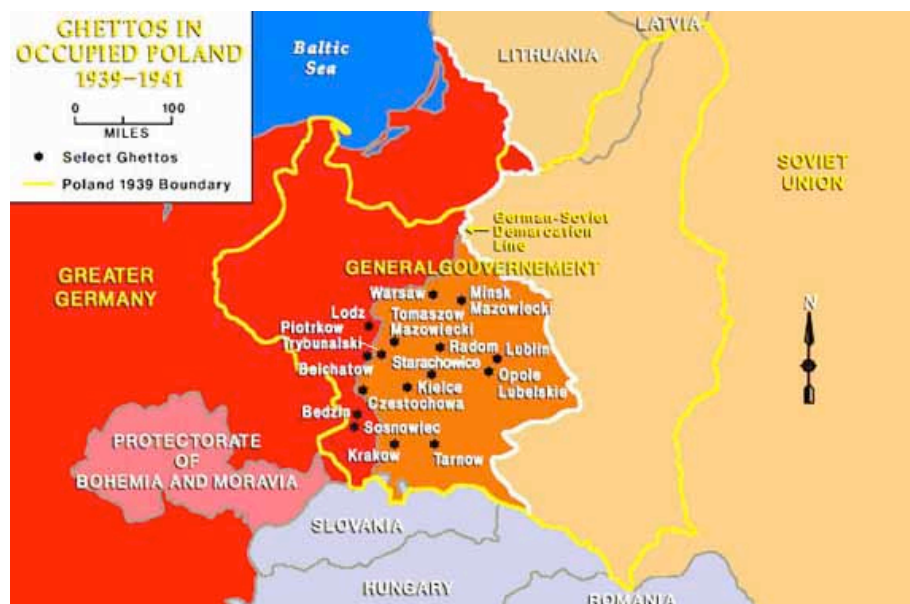 GHETTOS IN
OCCUPIED POLAND
1939–1941
0 100
MILES
Select Ghettos
Poland 1939 Boundary
Baltic
Sea
LATVIA
LITHUANIA
SOVIET
UNION
German-Soviet
Demarcation
Line
GREATER
GERMANY
GENERALGOUVERNEMENT
Warsaw
Minsk
Mazowiecki
Lodz
Tomaszow
Mazowiecki
Piotrkow
Trybunalski
Radom
Lublin
Belchatow
Starachowice
Opole
Lubelskie
Kielce
Czestochowa
Bedzin
Sosnowiec
Krakow
Tarnow
N
PROTECTORATE
OF
BOHEMIA AND MORAVIA
SLOVAKIA
HUNGARY
ROMANIA